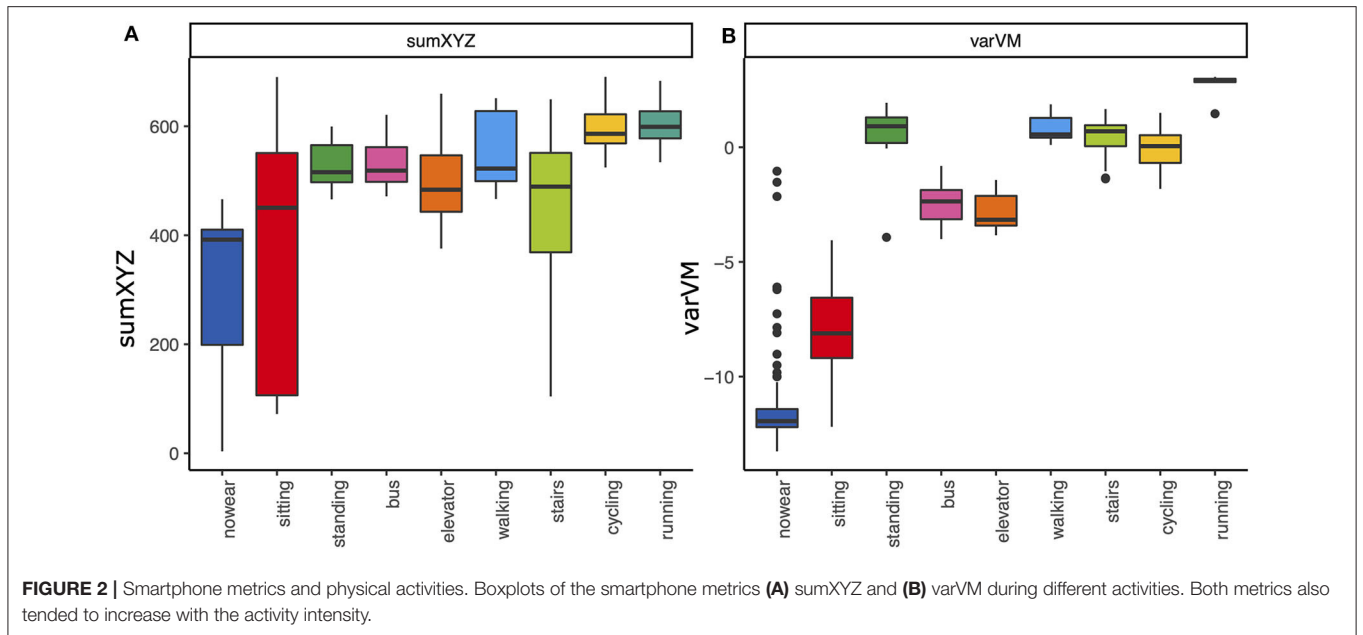 A
sumXYZ
sumXYZ
600
400
200
0
nowear
sitting
standing
bus
elevator
walking
stairs
cycling
running
B
varVM
varVM
0
−5
−10
nowear
sitting
standing
bus
elevator
walking
stairs
cycling
running
FIGURE 2 | Smartphone metrics and physical activities. Boxplots of the smartphone metrics (A) sumXYZ and (B) varVM during different activities. Both metrics also
tended to increase with the activity intensity.